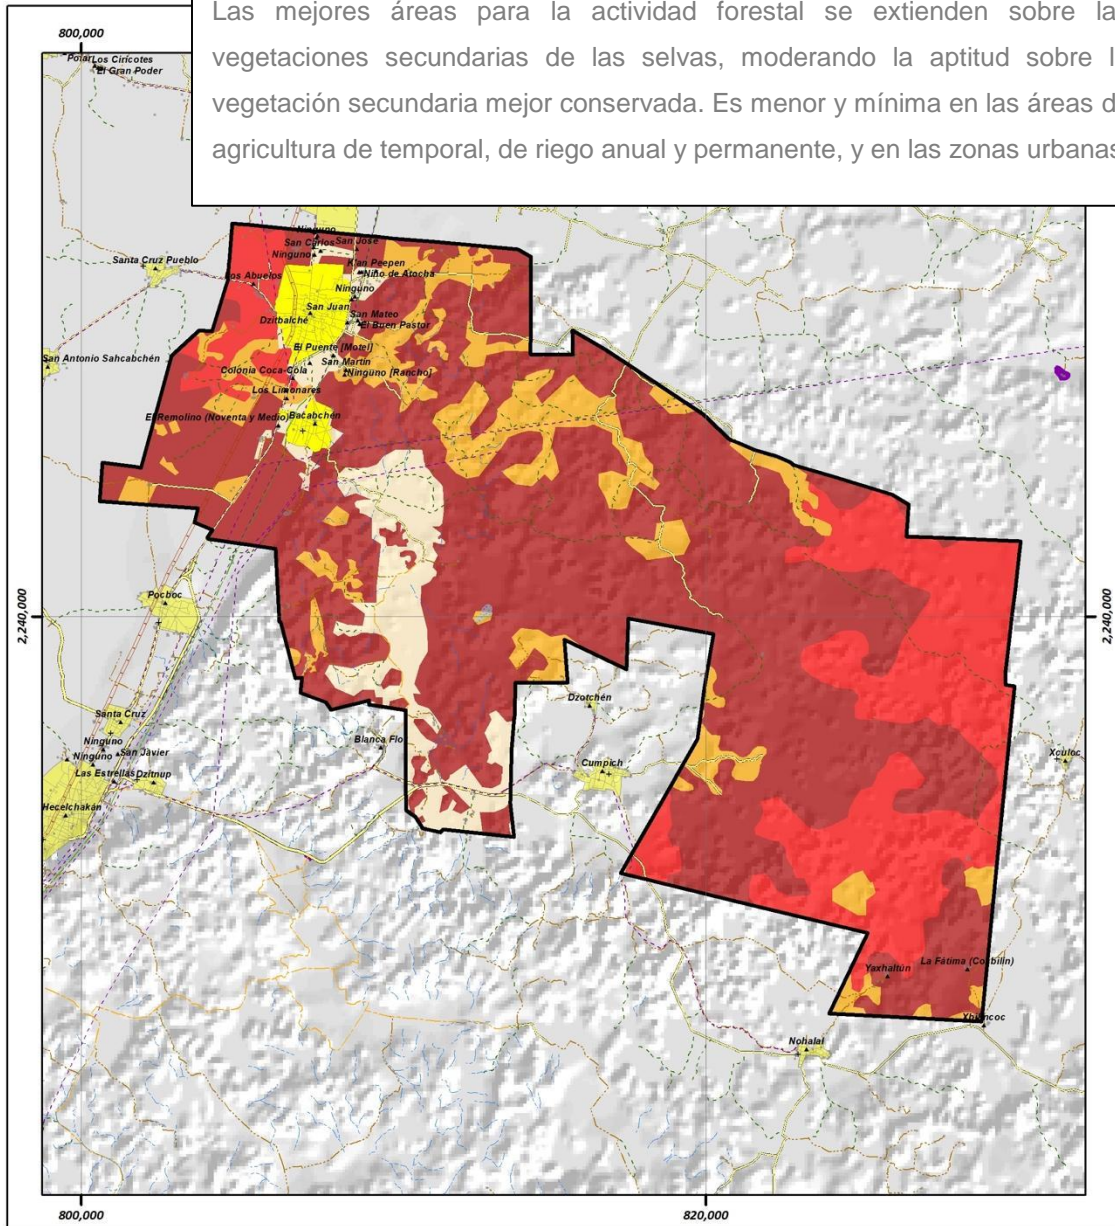 Las mejores áreas para la actividad forestal se extienden sobre la
vegetaciones secundarias de las selvas, moderando la aptitud sobre l
vegetación secundaria mejor conservada. Es menor y mínima en las áreas d
agricultura de temporal, de riego anual y permanente, y en las zonas urbanas
800,000
Los Ciricotes
El Gran Poder
Ninguno
San Carlos
San José
Ninguno
Santa Cruz Pueblo
K'an Peepen
Niño de Atocha
Los Abuelos
Ninguno
San Juan
San Mateo
Dzitbalché
El Buen Pastor
El Puente [Motel]
San Antonio Sahcabchén
San Martín
Colonia Coca-Cola
Ninguno [Rancho]
Los Limonares
El Remolino (Noventa y Medio)
Bacabchén
2,240,000
2,240,000
Pocboc
Dzotchén
Santa Cruz
Ninguno
San Javier
Blanca Flo
Xculoc
Ninguno
Cumpich
Las Estrellas
Dzitnup
Hecelchakán
La Fátima
Yaxhaltún
Nohalal
800,000
820,000